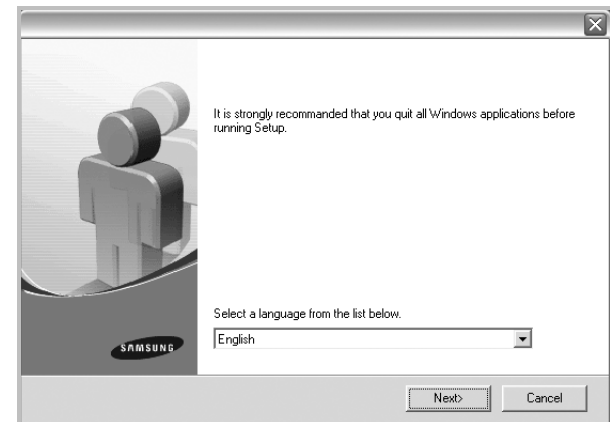 It is strongly recommanded that you quit all Windows applications before
running Setup.
Select a language from the list below.
English
SAMSUNG
Next>
Cancel